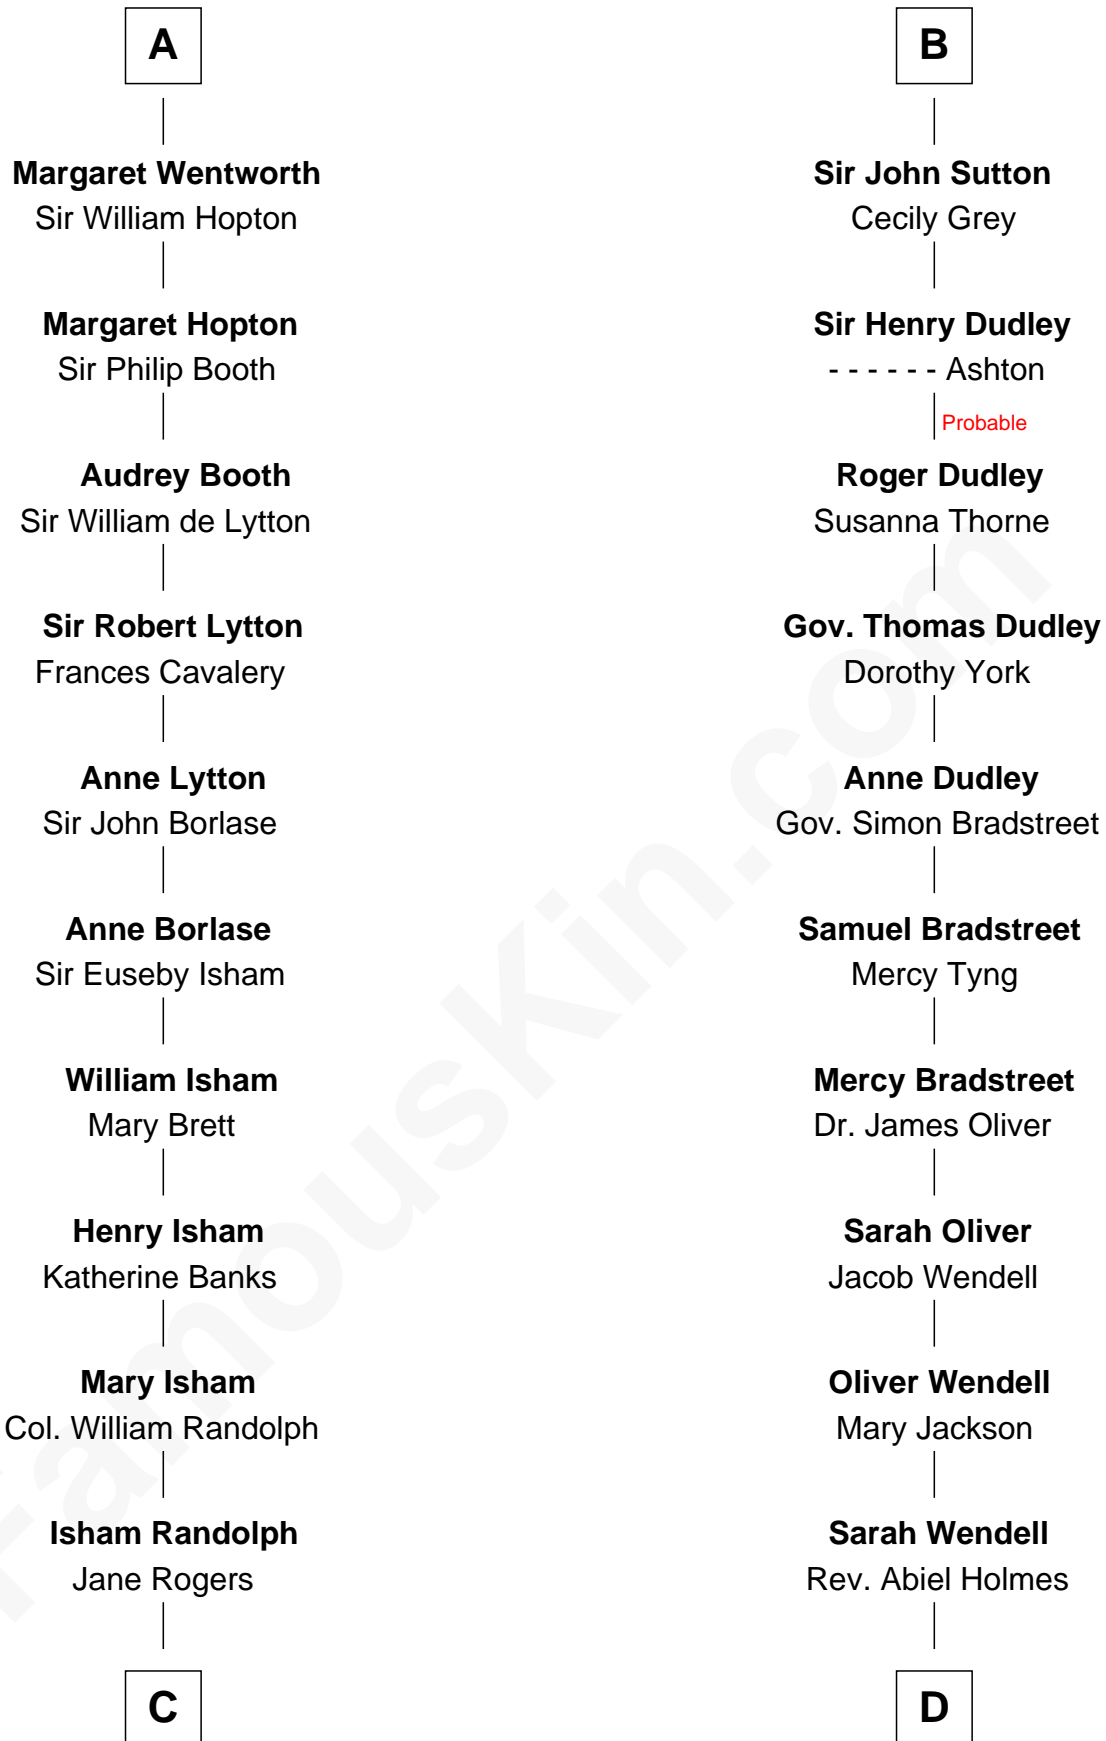 A
Margaret Wentworth
Sir William Hopton
Margaret Hopton
Sir Philip Booth
Audrey Booth
Sir William de Lytton
Sir Robert Lytton
Frances Cavalery
Anne Lytton
Sir John Borlase
Anne Borlase
Sir Euseby Isham
William Isham
Mary Brett
Henry Isham
Katherine Banks
Mary Isham
Col. William Randolph
Isham Randolph
Jane Rogers
C
B
Sir John Sutton
Cecily Grey
Sir Henry Dudley
- - - - - - Ashton
Probable
Roger Dudley
Susanna Thorne
Gov. Thomas Dudley
Dorothy York
Anne Dudley
Gov. Simon Bradstreet
Samuel Bradstreet
Mercy Tyng
Mercy Bradstreet
Dr. James Oliver
Sarah Oliver
Jacob Wendell
Oliver Wendell
Mary Jackson
Sarah Wendell
Rev. Abiel Holmes
D
FamousKin.com